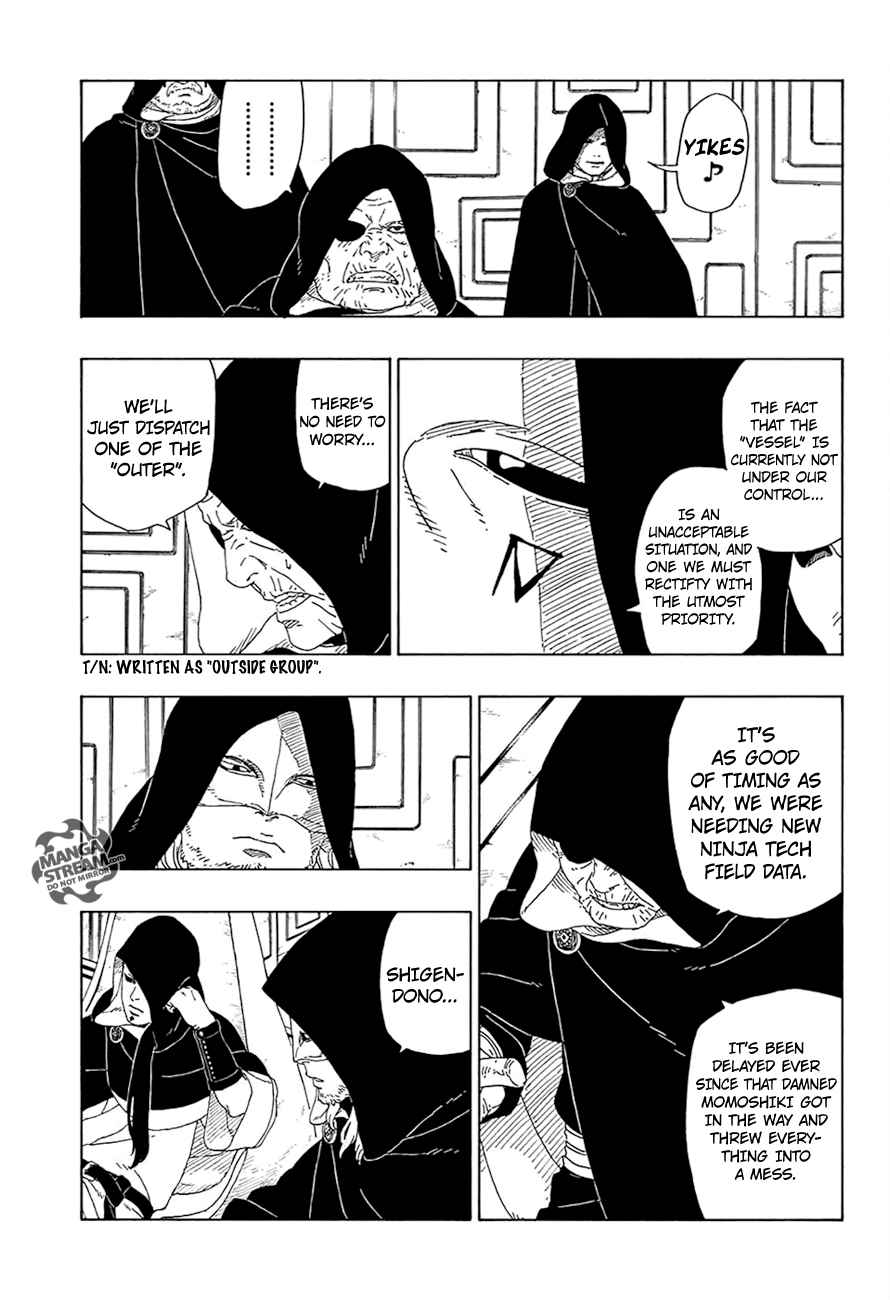 YIKES
♪
.........
.........
THE FACT
THAT THE
"VESSEL" IS
CURRENTLY NOT
UNDER OUR
CONTROL...
IS AN
UNACCEPTABLE
SITUATION, AND
ONE WE MUST
RECTIFTY WITH
THE UTMOST
PRIORITY.
THERE'S
NO NEED TO
WORRY...
WE'LL
JUST DISPATCH
ONE OF THE
"OUTER".
T/N: WRITTEN AS "OUTSIDE GROUP".
IT'S
AS GOOD
OF TIMING AS
ANY, WE WERE
NEEDING NEW
NINJA TECH
FIELD DATA.
IT'S BEEN
DELAYED EVER
SINCE THAT DAMNED
MOMOSHIKI GOT
IN THE WAY AND
THREW EVERY-
THING INTO
A MESS.
MANGA
STREAM.com
DO NOT MIRROR
SHIGEN-
DONO...